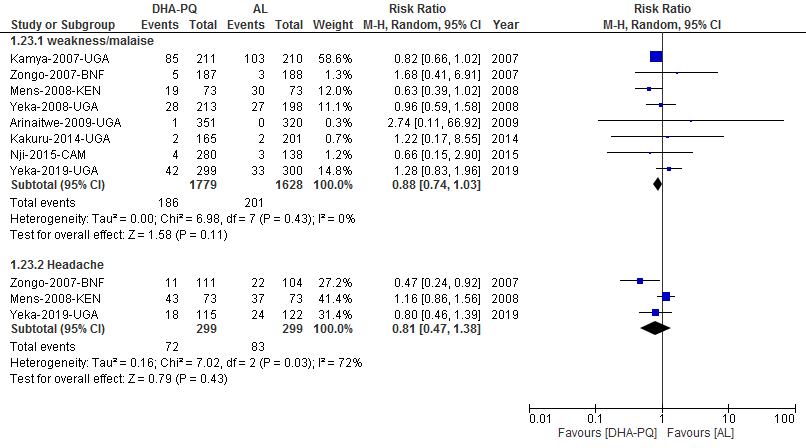 DHA-PQ AL Risk Ratio Risk Ratio
Study or Subgroup Events Total Events Total Weight M-H, Random, 95% CI Year M-H, Random, 95% CI
1.23.1 weakness/malaise
Kamya-2007-UGA 85 211 103 210 58.6% 0.82 [0.66, 1.02] 2007
Zongo-2007-BNF 5 187 3 188 1.3% 1.68 [0.41, 6.91] 2007
Mens-2008-KEN 19 73 30 73 12.0% 0.63 [0.39, 1.02] 2008
Yeka-2008-UGA 28 213 27 198 11.1% 0.96 [0.59, 1.58] 2008
Arinaitwe-2009-UGA 1 351 0 320 0.3% 2.74 [0.11, 66.92] 2009
Kakuru-2014-UGA 2 165 2 201 0.7% 1.22 [0.17, 8.55] 2014
Nji-2015-CAM 4 280 3 138 1.2% 0.66 [0.15, 2.90] 2015
Yeka-2019-UGA 42 299 33 300 14.9% 1.28 [0.83, 1.96] 2019
Subtotal (95% CI) 1779 1628 100.0% 0.88 [0.74, 1.03]
Total events 186 201
Heterogeneity: Tau² = 0.00; Chi² = 6.98, df = 7 (P = 0.43); I² = 0%
Test for overall effect: Z = 1.58 (P = 0.11)
1.23.2 Headache
Zongo-2007-BNF 11 111 22 104 27.2% 0.47 [0.24, 0.92] 2007
Mens-2008-KEN 43 73 37 73 41.4% 1.16 [0.86, 1.56] 2008
Yeka-2019-UGA 18 115 24 122 31.4% 0.80 [0.46, 1.39] 2019
Subtotal (95% CI) 299 299 100.0% 0.81 [0.47, 1.38]
Total events 72 83
Heterogeneity: Tau² = 0.16; Chi² = 7.02, df = 2 (P = 0.03); I² = 72%
Test for overall effect: Z = 0.79 (P = 0.43)
0.01 0.1 1 10 100
Favours [DHA-PQ] Favours [AL]